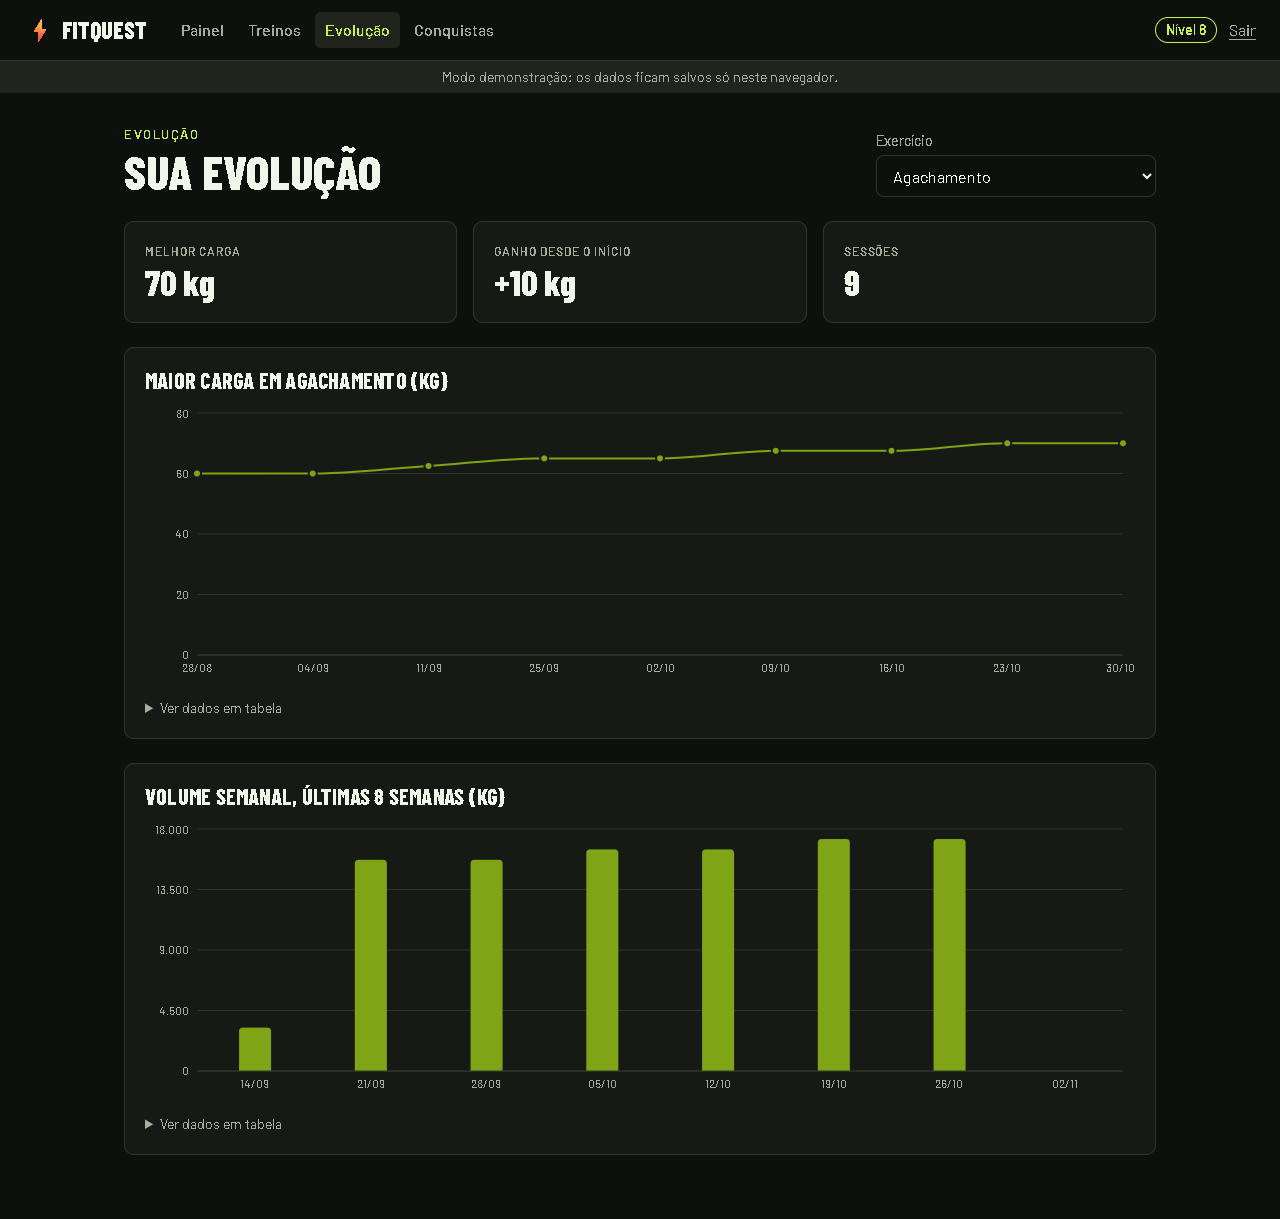 FITQUEST Painel Treinos Evolução Conquistas Nível 8 Sair
Modo demonstração: os dados ficam salvos só neste navegador.
EVOLUÇÃO
SUA EVOLUÇÃO
Exercício
Agachamento
MELHOR CARGA
70 kg
GANHO DESDE O INÍCIO
+10 kg
SESSÕES
9
MAIOR CARGA EM AGACHAMENTO (KG)
80
60
40
20
0
28/08 04/09 11/09 25/09 02/10 09/10 16/10 23/10 30/10
Ver dados em tabela
VOLUME SEMANAL, ÚLTIMAS 8 SEMANAS (KG)
18.000
13.500
9.000
4.500
0
14/09 21/09 28/09 05/10 12/10 19/10 26/10 02/11
Ver dados em tabela